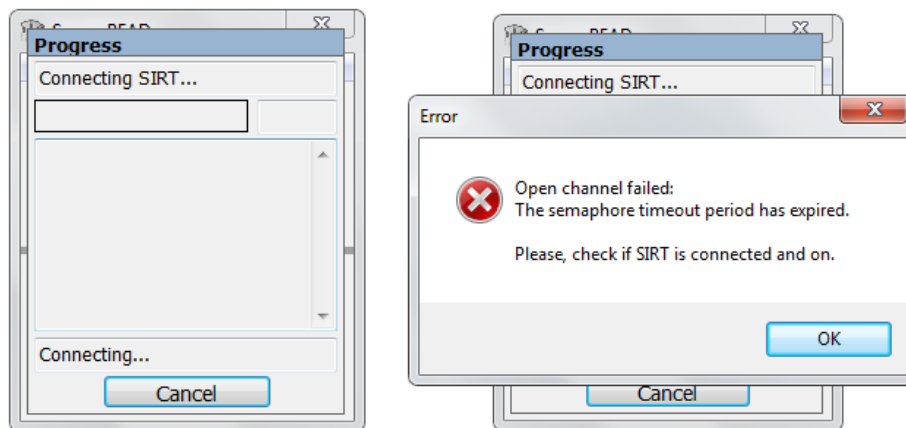 Progress
Connecting SIRT...
Connecting...
Cancel
Progress
Connecting SIRT...
Error
Open channel failed:
The semaphore timeout period has expired.
Please, check if SIRT is connected and on.
OK
Cancel